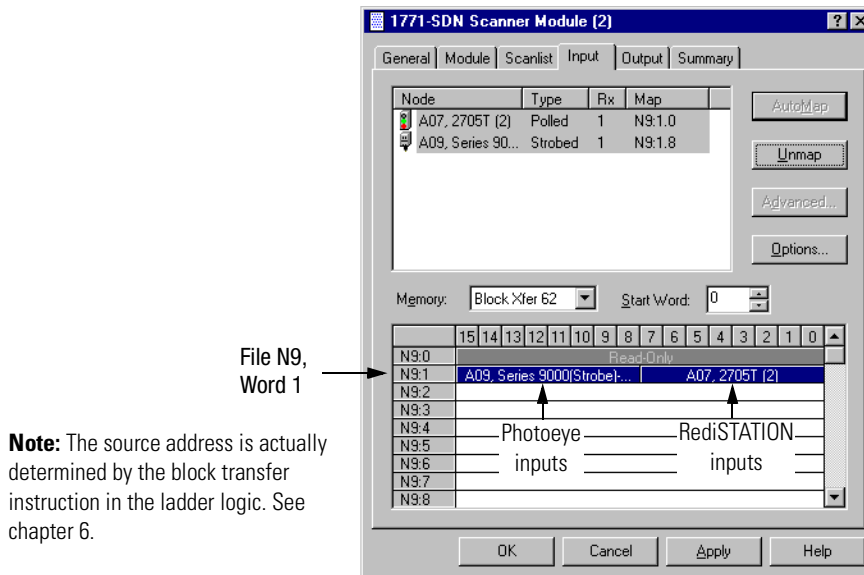 1771-SDN Scanner Module (2)
General Module Scanlist Input Output Summary
Node Type Rx Map
A07, 2705T (2) Polled 1 N9:1.0
A09, Series 90... Strobed 1 N9:1.8
AutoMap
Unmap
Advanced...
Options...
Memory: Block Xfer 62 Start Word: 0
15 14 13 12 11 10 9 8 7 6 5 4 3 2 1 0
N9:0 Read-Only
N9:1 A09, Series 9000(Strobe)-... A07, 2705T (2)
N9:2
N9:3
N9:4
N9:5
N9:6
N9:7
N9:8
File N9,
Word 1
Photoeye
inputs
RediSTATION
inputs
Note: The source address is actually
determined by the block transfer
instruction in the ladder logic. See
chapter 6.
OK Cancel Apply Help